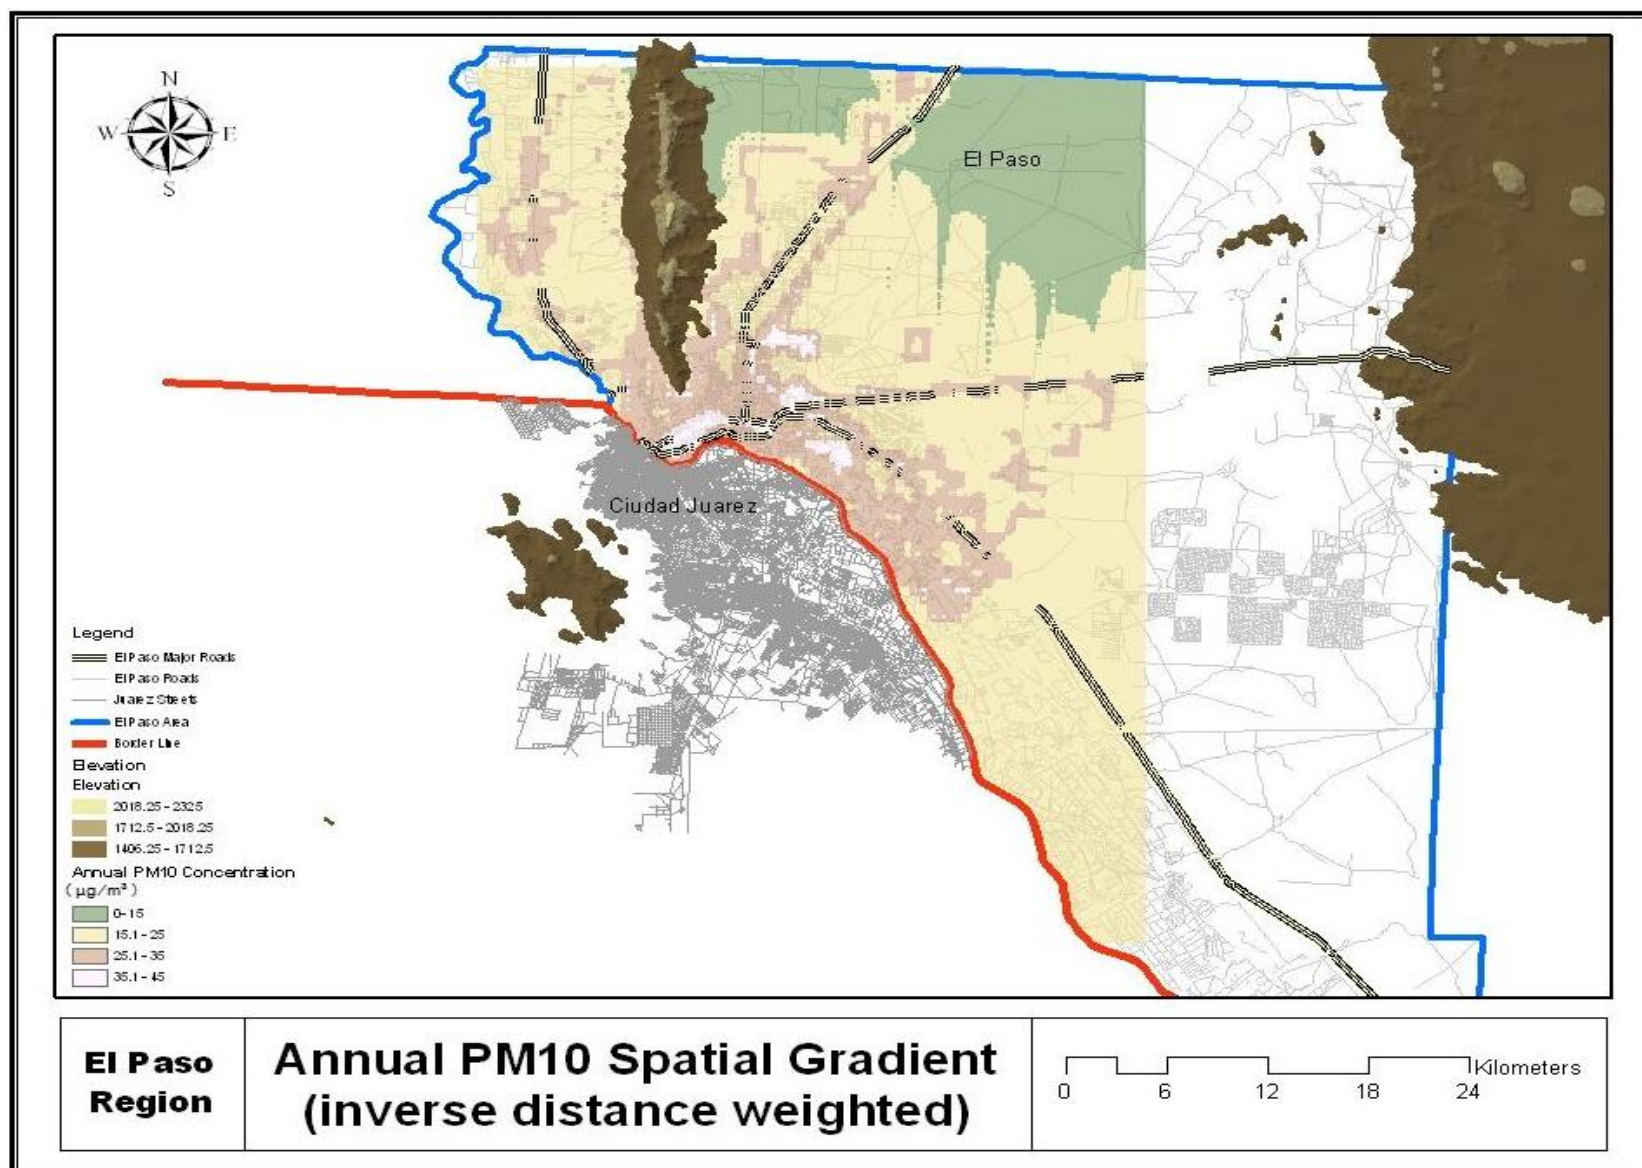 N
W E
S
El Paso
Ciudad Juarez
Legend
El Paso Major Roads
El Paso Roads
Juarez Streets
El Paso Area
Border Line
Elevation
Elevation
2018.25 - 2325
1712.5 - 2018.25
1406.25 - 1712.5
Annual PM10 Concentration
( µg/m³ )
0-15
15.1 - 25
25.1 - 35
35.1 - 45
El Paso
Region
Annual PM10 Spatial Gradient
(inverse distance weighted)
Kilometers
0 6 12 18 24